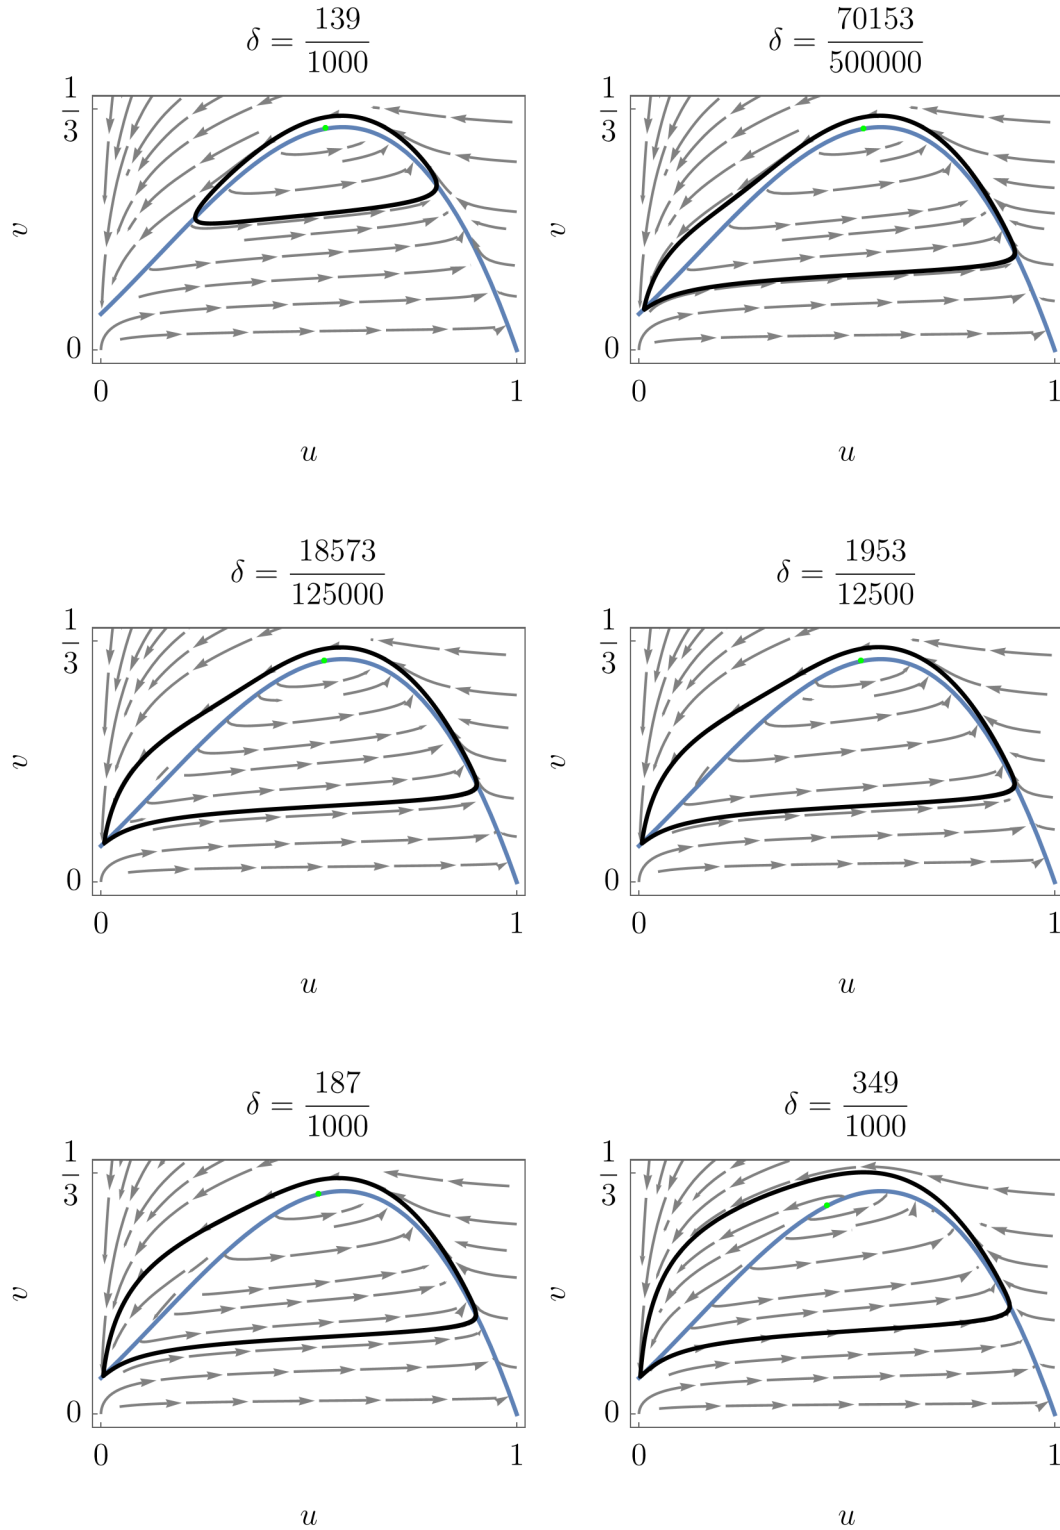 δ = 139/1000
1/3
v
0
0 1
u
δ = 70153/500000
1/3
v
0
0 1
u
δ = 18573/125000
1/3
v
0
0 1
u
δ = 1953/12500
1/3
v
0
0 1
u
δ = 187/1000
1/3
v
0
0 1
u
δ = 349/1000
1/3
v
0
0 1
u